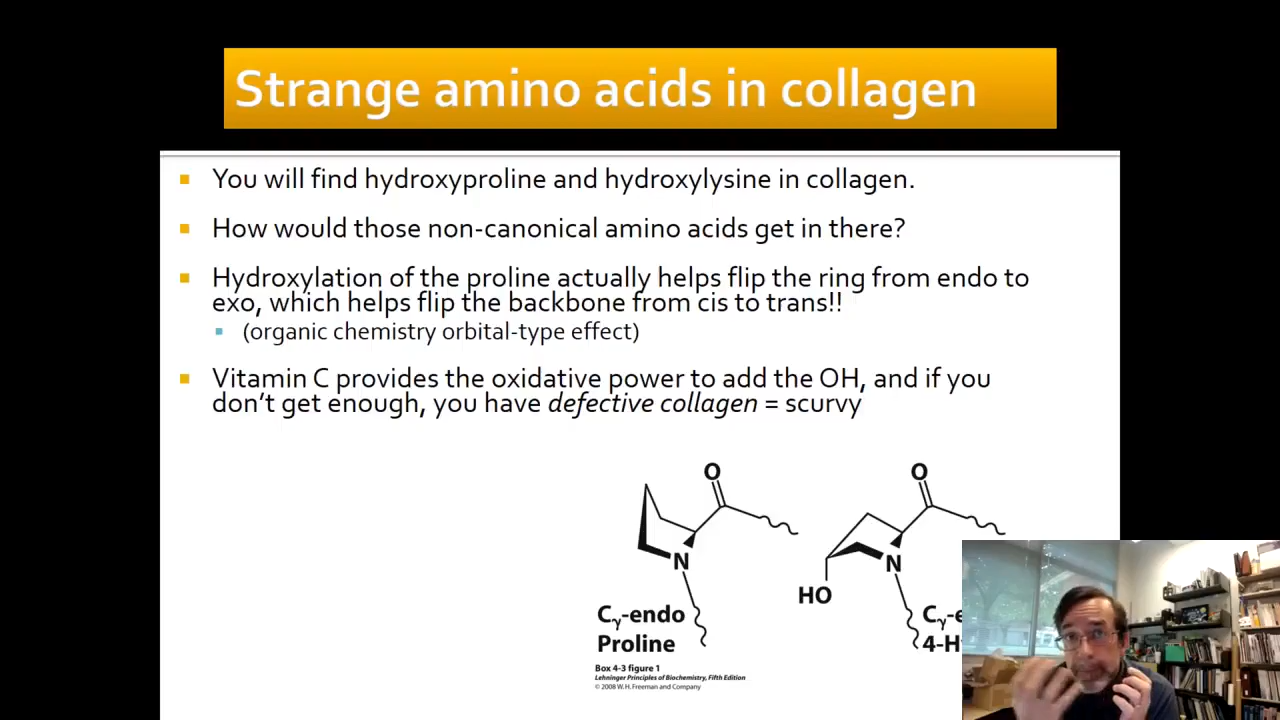 Strange amino acids in collagen
You will find hydroxyproline and hydroxylysine in collagen.
How would those non-canonical amino acids get in there?
Hydroxylation of the proline actually helps flip the ring from endo to
exo, which helps flip the backbone from cis to trans!!
(organic chemistry orbital-type effect)
Vitamin C provides the oxidative power to add the OH, and if you
don't get enough, you have defective collagen = scurvy
O
O
N
N
HO
Cγ-endo
Proline
Cγ-e
4-H
Box 4-3 figure 1
Lehninger Principles of Biochemistry, Fifth Edition
© 2008 W. H. Freeman and Company